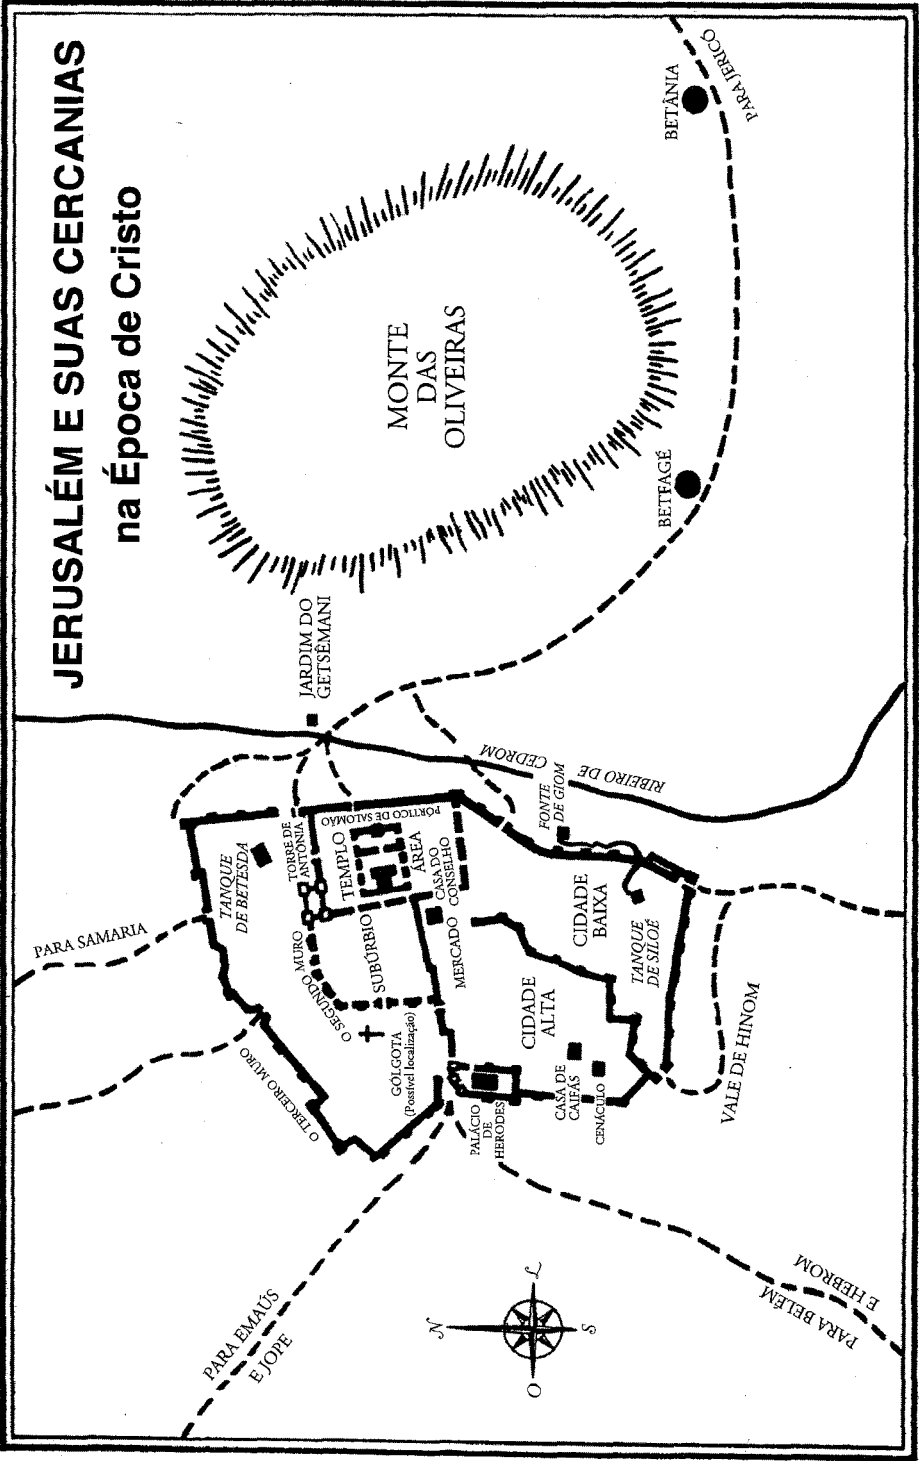 JERUSALÉM E SUAS CERCANIAS
na Época de Cristo
PARA SAMARIA
TANQUE
DE BETESDA
O TERCEIRO MURO
TORRE DE
ANTÔNIA
JARDIM DO
GETSÊMANI
O SEGUNDO MURO
TEMPLO
ÁREA
PÓRTICO DE SALOMÃO
SUBÚRBIO
GÓLGOTA
(Possível localização)
CASA DO
CONSELHO
MERCADO
MONTE
DAS
OLIVEIRAS
PARA EMAÚS
E JOPE
PALÁCIO
DE
HERODES
CIDADE
ALTA
CASA DE
CAIFÁS
CENÁCULO
CIDADE
BAIXA
FONTE
DE GIOM
RIBEIRO DE
CEDROM
TANQUE
DE SILOÉ
VALE DE HINOM
BETFAGÉ
BETÂNIA
PARA JERICÓ
PARA BELÉM
E HEBROM
N
L
S
O